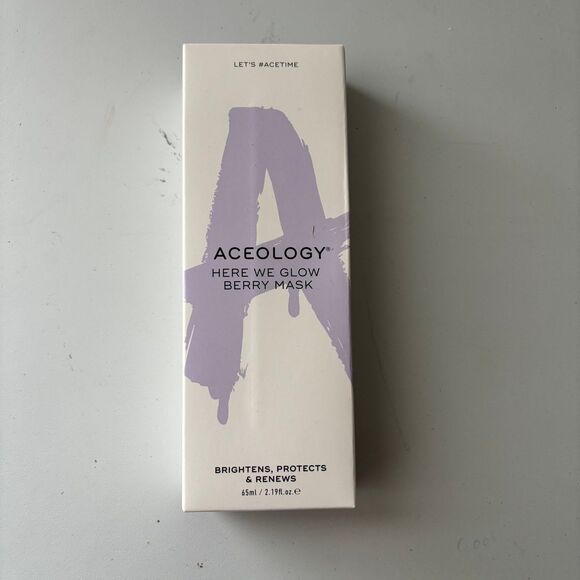 LET'S #ACETIME
ACEOLOGY®
HERE WE GLOW
BERRY MASK
BRIGHTENS, PROTECTS
& RENEWS
65ml / 2.19fl.oz.℮